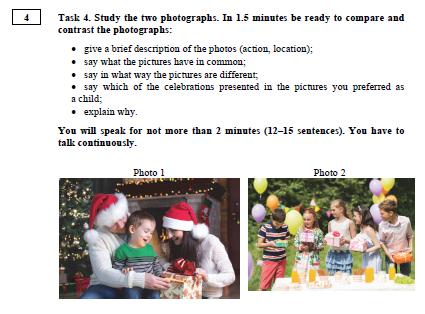 4
Task 4. Study the two photographs. In 1.5 minutes be ready to compare and
contrast the photographs:
• give a brief description of the photos (action, location);
• say what the pictures have in common;
• say in what way the pictures are different;
• say which of the celebrations presented in the pictures you preferred as
a child;
• explain why.
You will speak for not more than 2 minutes (12–15 sentences). You have to
talk continuously.
Photo 1
Photo 2